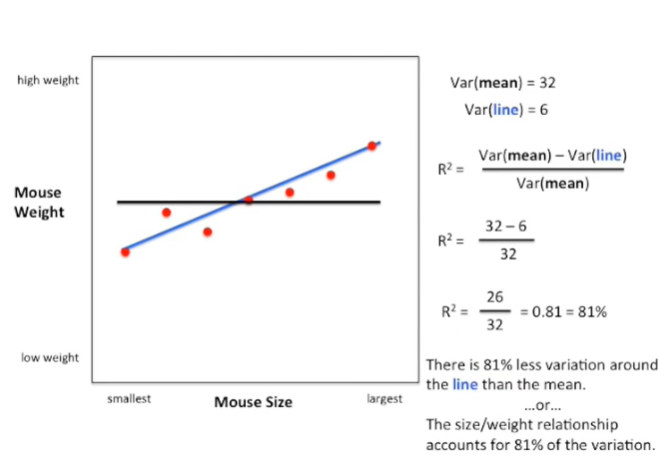 high weight
Mouse
Weight
low weight
smallest
Mouse Size
largest
Var(mean) = 32
Var(line) = 6
R² = Var(mean) – Var(line)
Var(mean)
R² = 32 – 6
32
R² = 26
32
= 0.81 = 81%
There is 81% less variation around
the line than the mean.
...or...
The size/weight relationship
accounts for 81% of the variation.